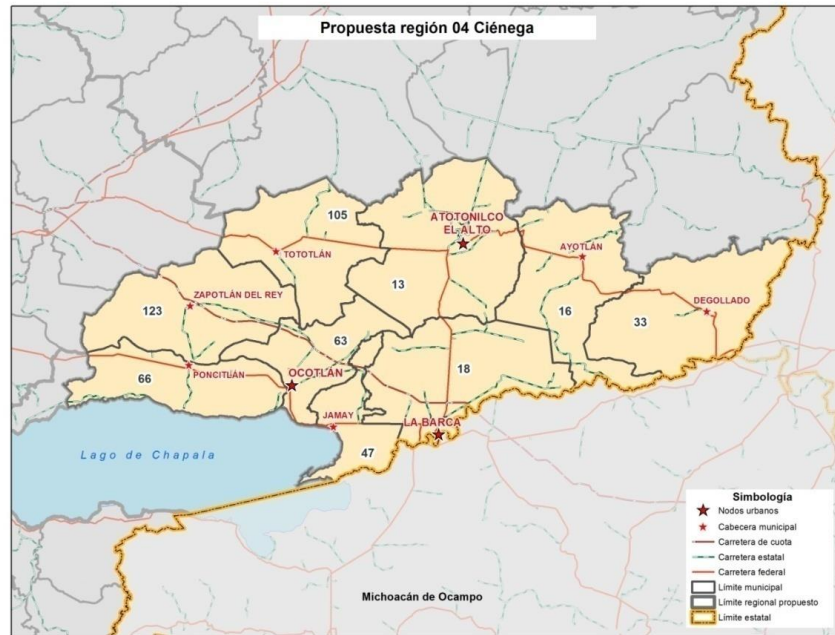 Propuesta región 04 Ciénega
105
ATOTONILCO
EL ALTO
TOTOTLÁN
AYOTLÁN
13
ZAPOTLÁN DEL REY
123
16
33
DEGOLLADO
63
66
PONCITLÁN
OCOTLÁN
18
JAMAY
LA BARCA
47
Lago de Chapala
Michoacán de Ocampo
Simbología
Nodos urbanos
Cabecera municipal
Carretera de cuota
Carretera estatal
Carretera federal
Límite municipal
Límite regional propuesto
Límite estatal